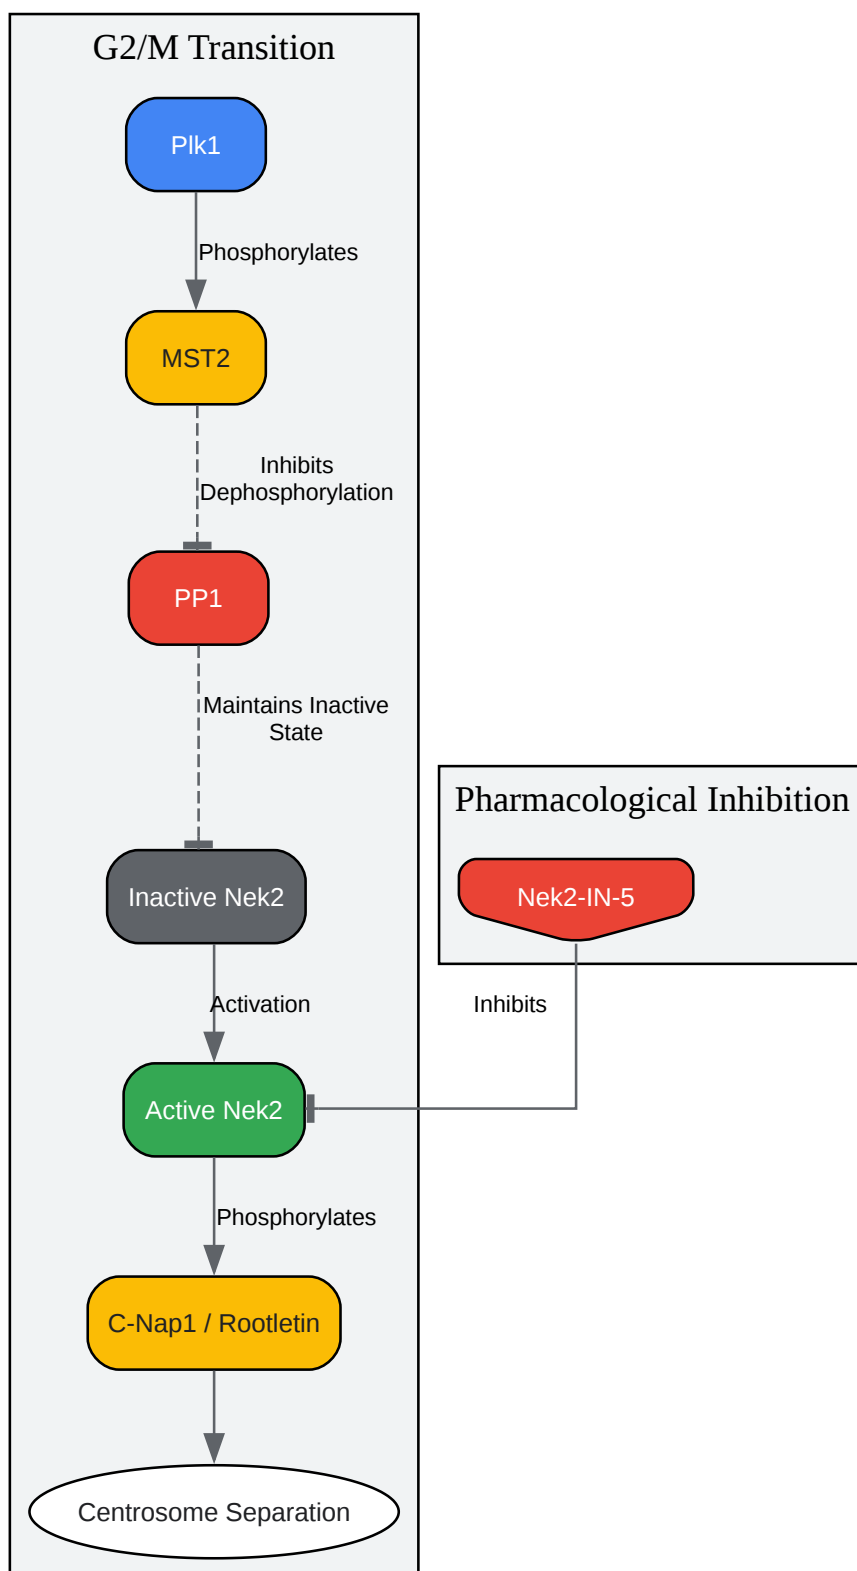 G2/M Transition
Plk1
Phosphorylates
MST2
Inhibits
Dephosphorylation
PP1
Maintains Inactive
State
Pharmacological Inhibition
Inactive Nek2
Nek2-IN-5
Activation
Inhibits
Active Nek2
Phosphorylates
C-Nap1 / Rootletin
Centrosome Separation